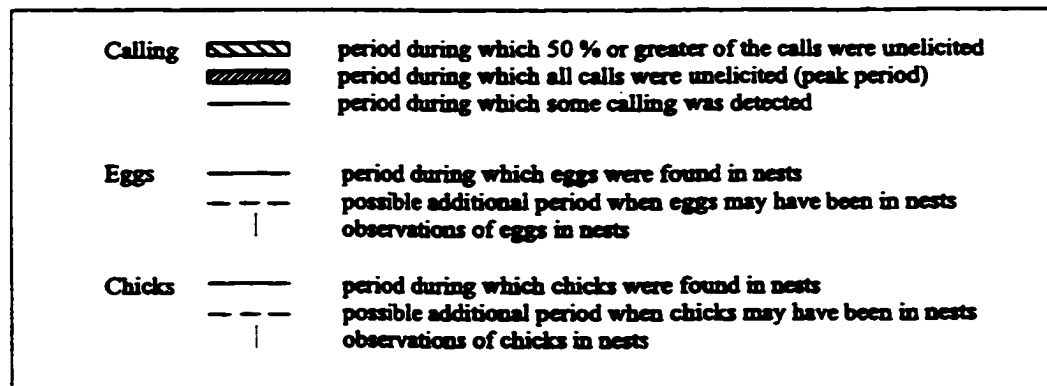 Calling period during which 50 % or greater of the calls were unelicited
period during which all calls were unelicited (peak period)
period during which some calling was detected
Eggs period during which eggs were found in nests
possible additional period when eggs may have been in nests
observations of eggs in nests
Chicks period during which chicks were found in nests
possible additional period when chicks may have been in nests
observations of chicks in nests